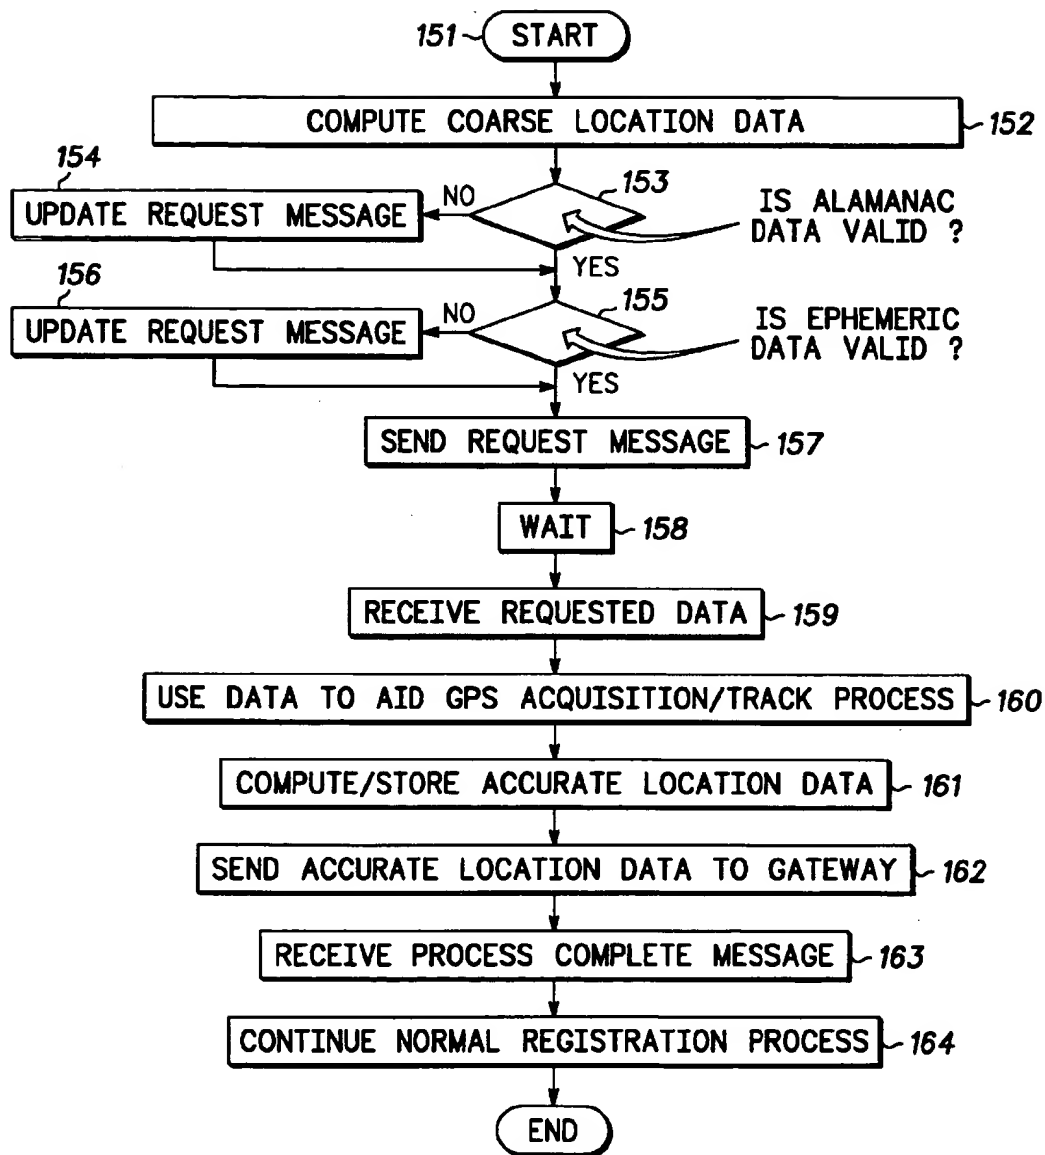 151 START
COMPUTE COARSE LOCATION DATA 152
154
153
UPDATE REQUEST MESSAGE NO
IS ALAMANAC
DATA VALID ?
YES
156
155
UPDATE REQUEST MESSAGE NO
IS EPHEMERIC
DATA VALID ?
YES
SEND REQUEST MESSAGE 157
WAIT 158
RECEIVE REQUESTED DATA 159
USE DATA TO AID GPS ACQUISITION/TRACK PROCESS 160
COMPUTE/STORE ACCURATE LOCATION DATA 161
SEND ACCURATE LOCATION DATA TO GATEWAY 162
RECEIVE PROCESS COMPLETE MESSAGE 163
CONTINUE NORMAL REGISTRATION PROCESS 164
END